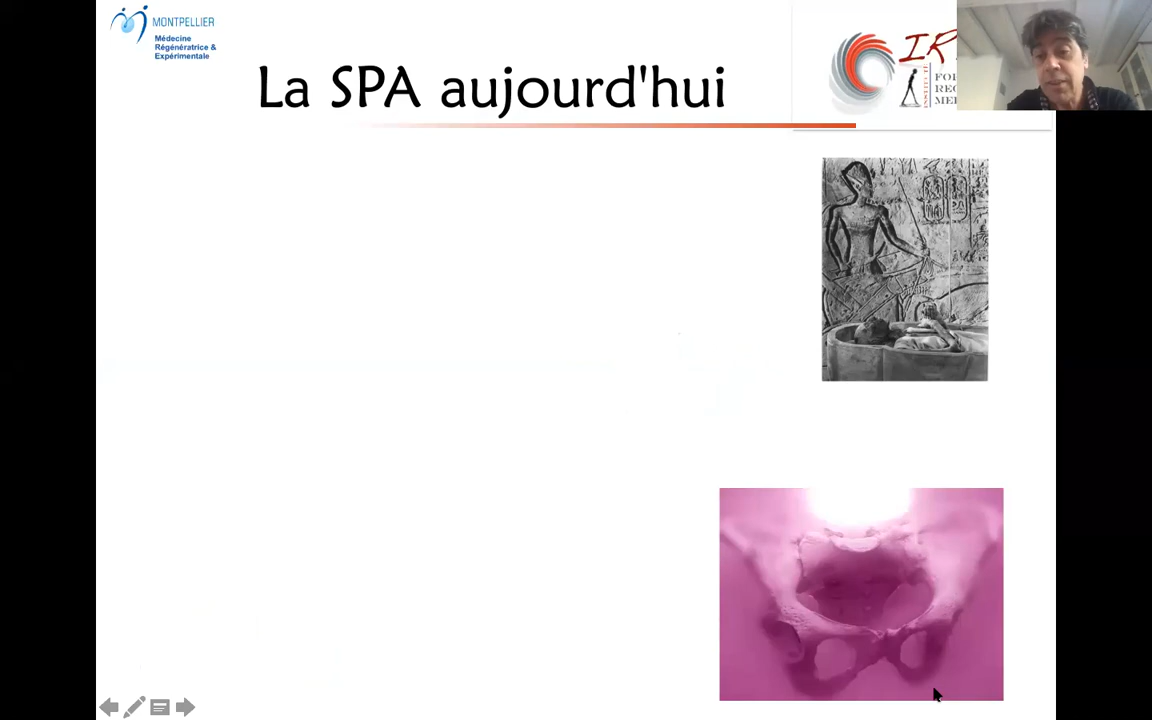 MONTPELLIER
Médecine
Régénératrice &
Expérimentale
La SPA aujourd'hui